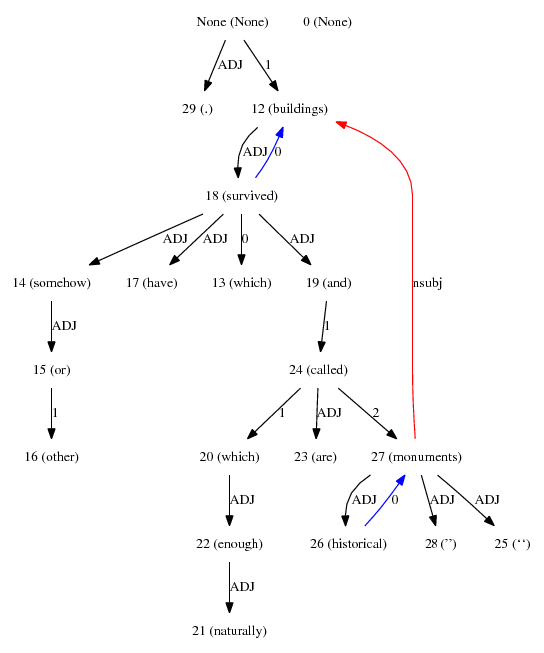 None (None) 0 (None)
ADJ 1
29 (.) 12 (buildings)
ADJ 0
18 (survived)
ADJ ADJ 0 ADJ
14 (somehow) 17 (have) 13 (which) 19 (and) nsubj
ADJ 1
15 (or) 24 (called)
1 1 ADJ 2
16 (other) 20 (which) 23 (are) 27 (monuments)
ADJ ADJ 0 ADJ ADJ
22 (enough) 26 (historical) 28 (’’) 25 (‘‘)
ADJ
21 (naturally)